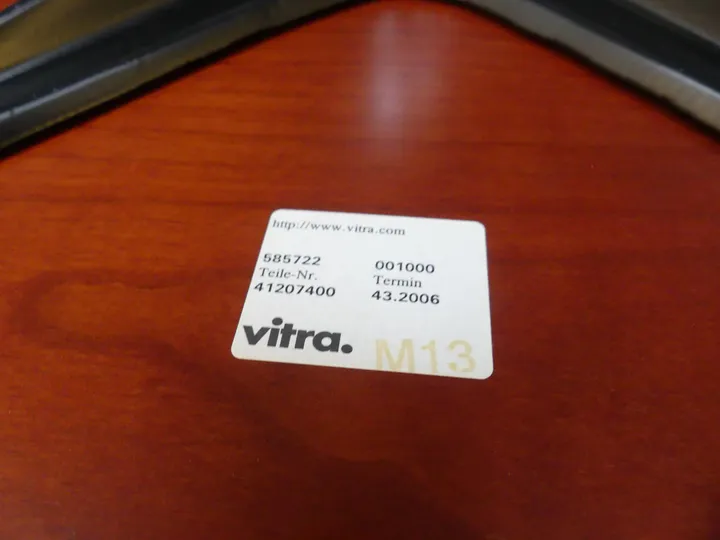 http://www.vitra.com
585722 001000
Teile-Nr. Termin
41207400 43.2006
vitra.
M13